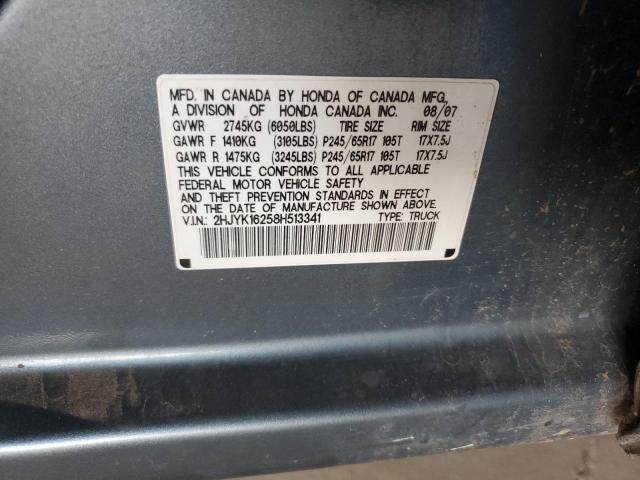 MFD. IN CANADA BY HONDA OF CANADA MFG.,
A DIVISION OF HONDA CANADA INC. 08/07
GVWR 2745KG (6050LBS) TIRE SIZE RIM SIZE
GAWR F 1410KG (3105LBS) P245/65R17 105T 17X7.5J
GAWR R 1475KG (3245LBS) P245/65R17 105T 17X7.5J
THIS VEHICLE CONFORMS TO ALL APPLICABLE
FEDERAL MOTOR VEHICLE SAFETY
AND THEFT PREVENTION STANDARDS IN EFFECT
ON THE DATE OF MANUFACTURE SHOWN ABOVE.
V.I.N.: 2HJYK16258H513341 TYPE: TRUCK